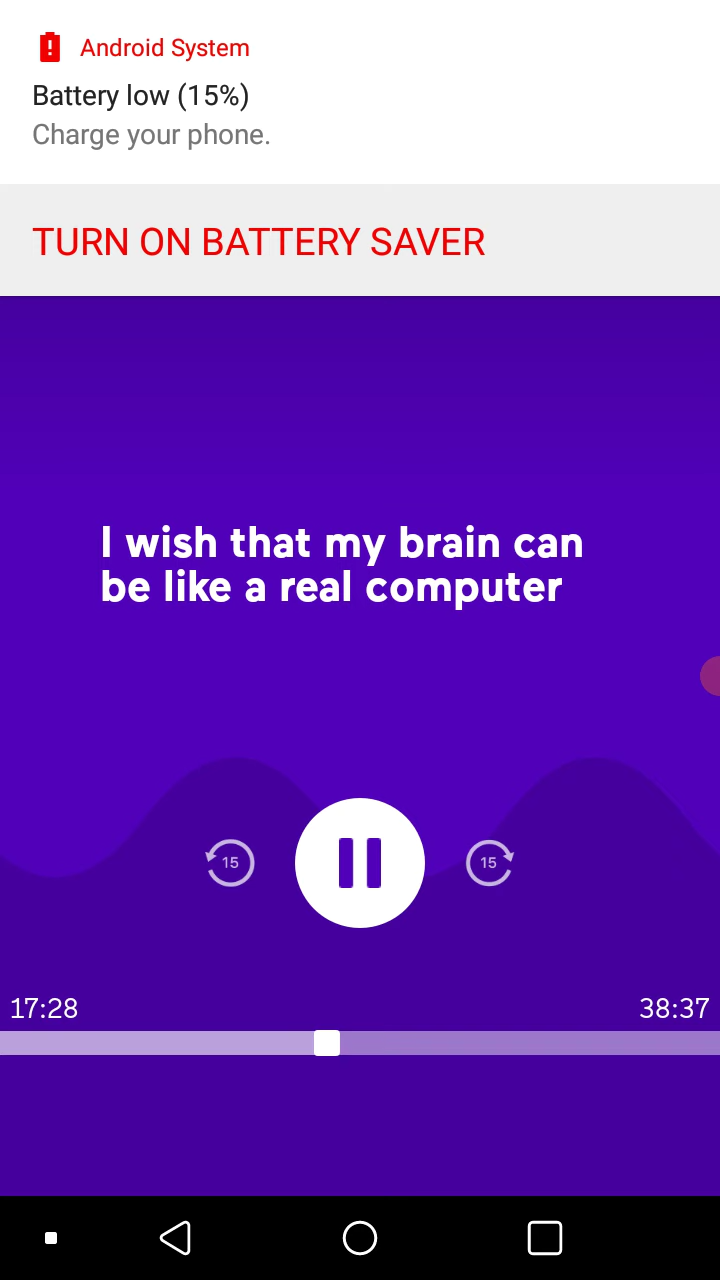 Android System
Battery low (15%)
Charge your phone.
TURN ON BATTERY SAVER
I wish that my brain can
be like a real computer
15
15
17:28
38:37